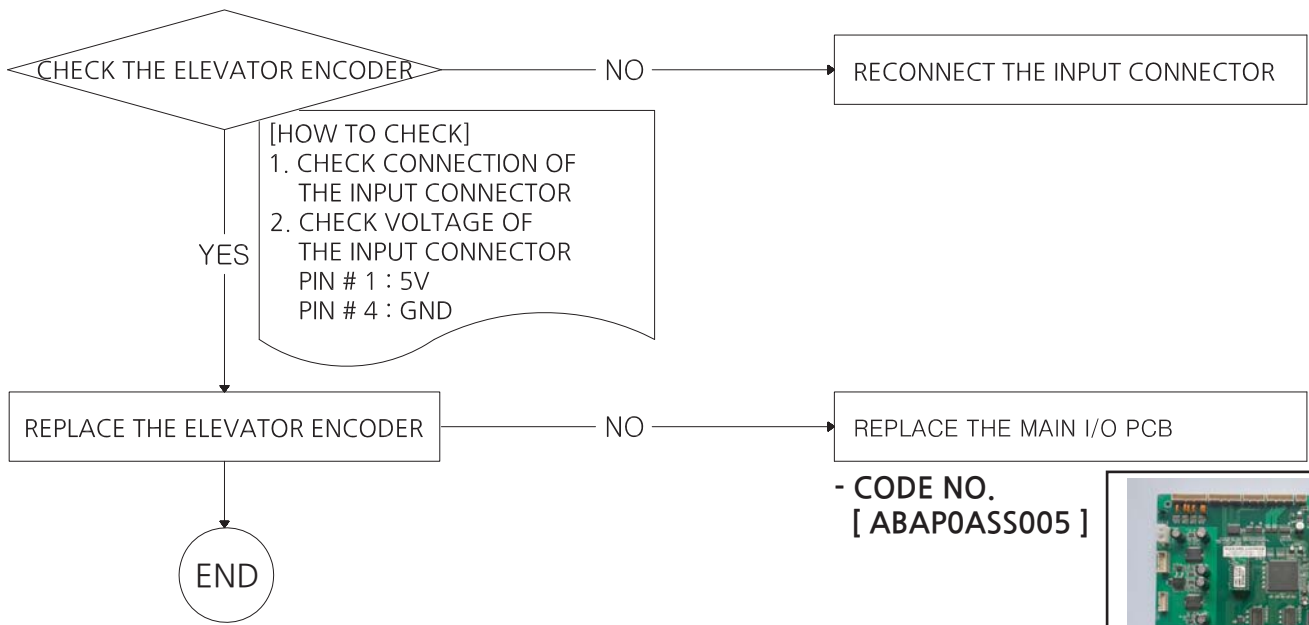 CHECK THE ELEVATOR ENCODER
NO
RECONNECT THE INPUT CONNECTOR
[HOW TO CHECK]
1. CHECK CONNECTION OF
THE INPUT CONNECTOR
2. CHECK VOLTAGE OF
THE INPUT CONNECTOR
PIN # 1 : 5V
PIN # 4 : GND
YES
REPLACE THE ELEVATOR ENCODER
NO
REPLACE THE MAIN I/O PCB
- CODE NO.
[ ABAP0ASS005 ]
END